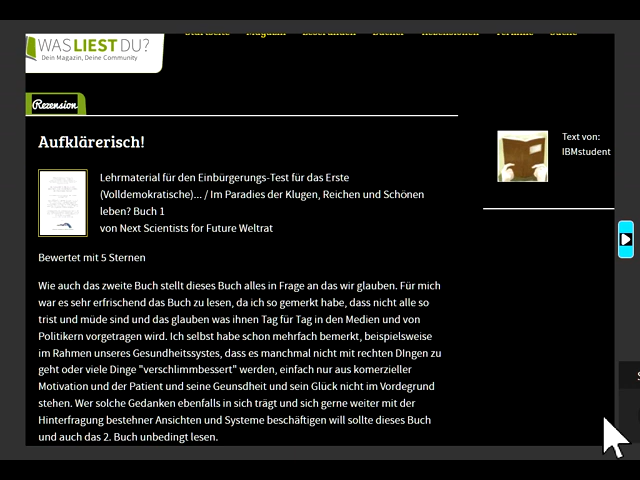 WASLIEST DU?
Dein Magazin, Deine Community
Startseite Magazin Bücher Rezensionen Termine Suche
Rezension
Aufklärerisch!
Lehrmaterial für den Einbürgerungs-Test für das Erste
(Volldemokratische)... / Im Paradies der Klugen, Reichen und Schönen
leben? Buch 1
von Next Scientists for Future Weltrat
Bewertet mit 5 Sternen
Wie auch das zweite Buch stellt dieses Buch alles in Frage an das wir glauben. Für mich
war es sehr erfrischend das Buch zu lesen, da ich so gemerkt habe, dass nicht alle so
trist und müde sind und das glauben was ihnen Tag für Tag in den Medien und von
Politikern vorgetragen wird. Ich selbst habe schon mehrfach bemerkt, beispielsweise
im Rahmen unseres Gesundheitssystes, dass es manchmal nicht mit rechten DIngen zu
geht oder viele Dinge "verschlimmbessert" werden, einfach nur aus komerzieller
Motivation und der Patient und seine Geunsdheit und sein Glück nicht im Vordegrund
stehen. Wer solche Gedanken ebenfalls in sich trägt und sich gerne weiter mit der
Hinterfragung bestehner Ansichten und Systeme beschäftigen will sollte dieses Buch
und auch das 2. Buch unbedingt lesen.
Text von:
IBMstudent